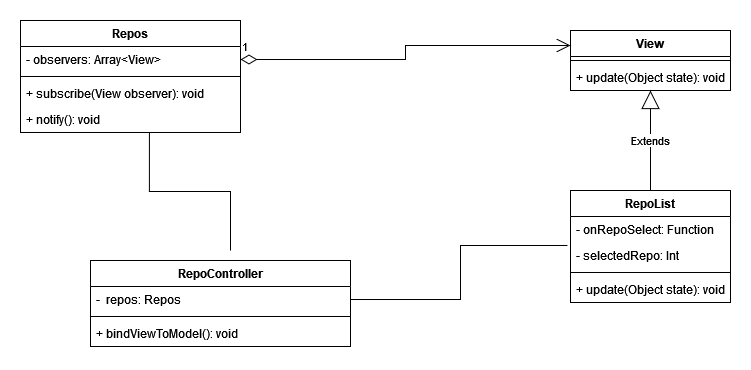 Repos
- observers: Array<View>
+ subscribe(View observer): void
+ notify(): void
1
View
+ update(Object state): void
Extends
RepoList
- onRepoSelect: Function
- selectedRepo: Int
+ update(Object state): void
RepoController
- repos: Repos
+ bindViewToModel(): void